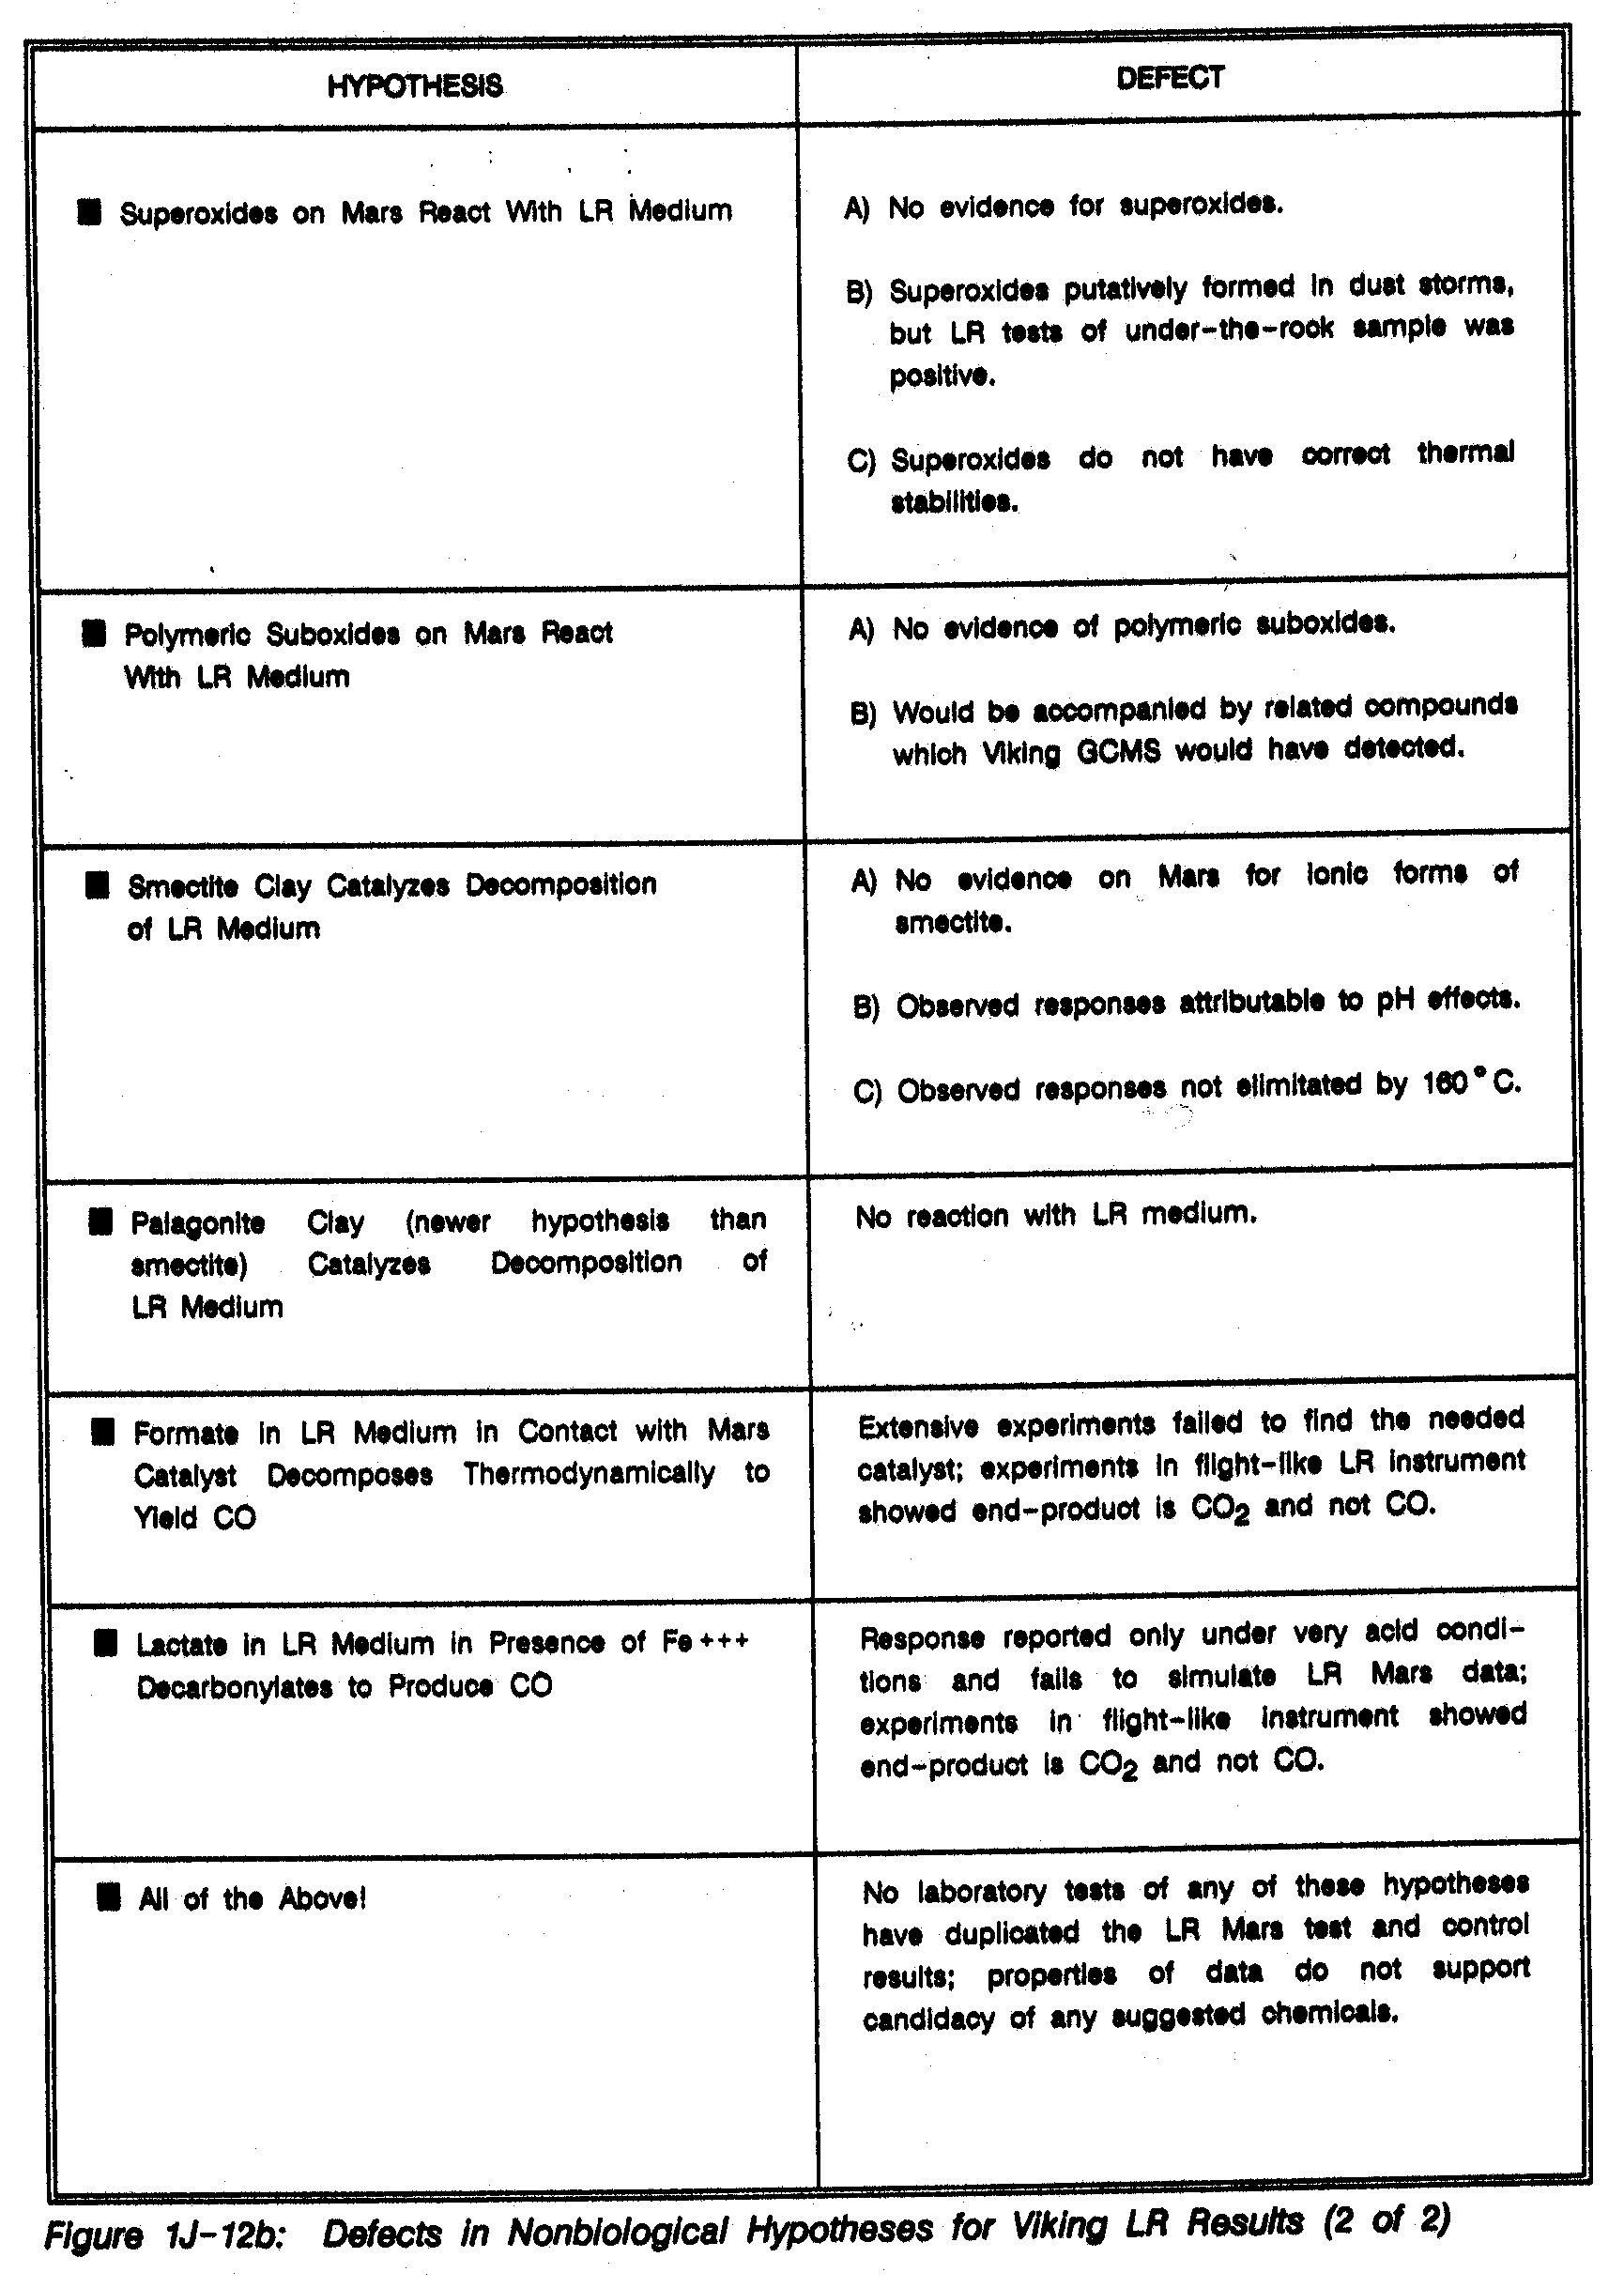 HYPOTHESIS
DEFECT
■ Superoxides on Mars React With LR Medium
A) No evidence for superoxides.
B) Superoxides putatively formed in dust storms,
but LR tests of under-the-rock sample was
positive.
C) Superoxides do not have correct thermal
stabilities.
■ Polymeric Suboxides on Mars React
With LR Medium
A) No evidence of polymeric suboxides.
B) Would be accompanied by related compounds
which Viking GCMS would have detected.
■ Smectite Clay Catalyzes Decomposition
of LR Medium
A) No evidence on Mars for ionic forms of
smectite.
B) Observed responses attributable to pH effects.
C) Observed responses not elimitated by 160°C.
■ Palagonite Clay (newer hypothesis than
smectite) Catalyzes Decomposition of
LR Medium
No reaction with LR medium.
■ Formate in LR Medium in Contact with Mars
Catalyst Decomposes Thermodynamically to
Yield CO
Extensive experiments failed to find the needed
catalyst; experiments in flight-like LR instrument
showed end-product is CO₂ and not CO.
■ Lactate in LR Medium in Presence of Fe+++
Decarbonylates to Produce CO
Response reported only under very acid condi-
tions and fails to simulate LR Mars data;
experiments in flight-like instrument showed
end-product is CO₂ and not CO.
■ All of the Above!
No laboratory tests of any of these hypotheses
have duplicated the LR Mars test and control
results; properties of data do not support
candidacy of any suggested chemicals.
Figure 1J-12b: Defects in Nonbiological Hypotheses for Viking LR Results (2 of 2)